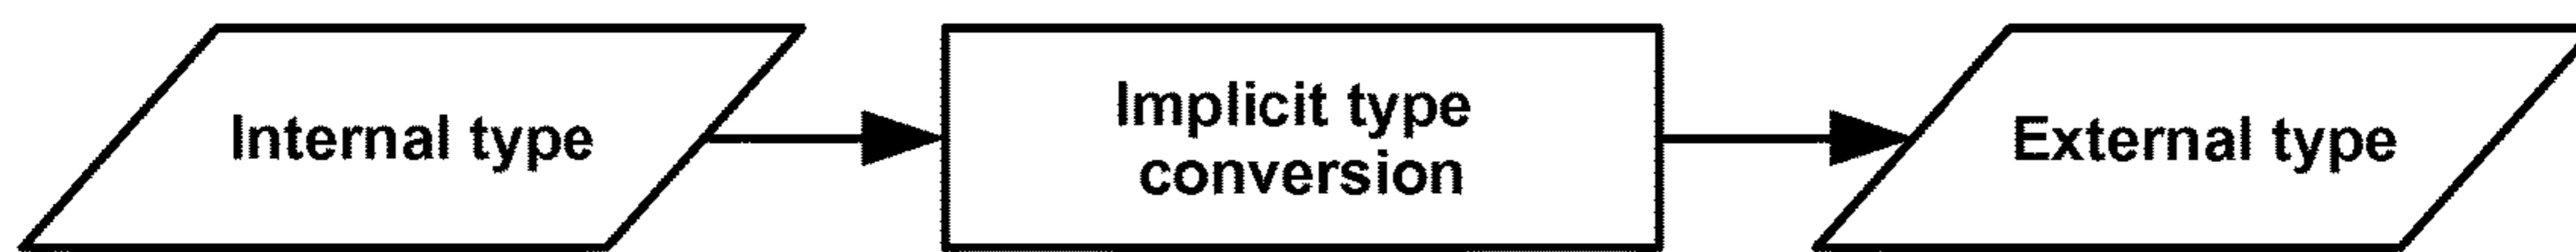 Internal type
Implicit type
conversion
External type